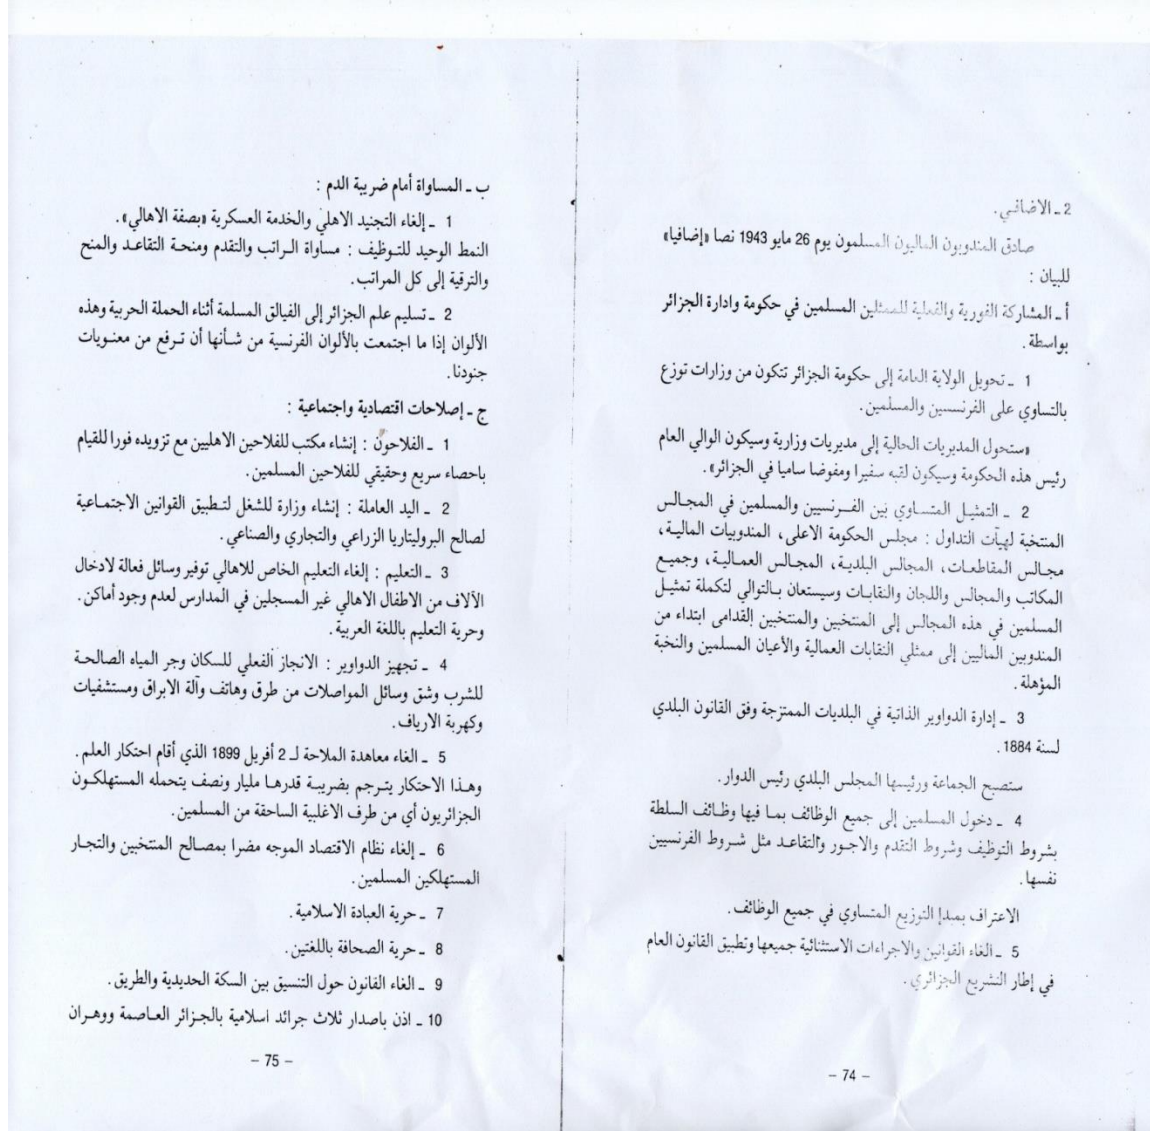 2 ـ الاضافي .
صادق المندوبون الماليون المسلمون يوم 26 مايو 1943 نصا «إضافيا»
للبيان :
أ ـ المشاركة الفورية والفعلية للممثلين المسلمين في حكومة وادارة الجزائر
بواسطة .
1 ـ تحويل الولاية العامة إلى حكومة الجزائر تتكون من وزارات توزع
بالتساوي على الفرنسسين والمسلمين .
«ستحول المديريات الحالية إلى مديريات وزارية وسيكون الوالي العام
رئيس هذه الحكومة وسيكون لقبه سفيرا ومفوضا ساميا في الجزائر» .
2 ـ التمثيل المتساوي بين الفرنسيين والمسلمين في المجالس
المنتخبة لهيآت التداول : مجلس الحكومة الاعلى، المندوبيات المالية،
مجالس المقاطعات، المجالس البلدية، المجالس العمالية، وجميع
المكاتب والمجالس واللجان والنقابات وسيستعان بالتوالي لتكملة تمثيل
المسلمين في هذه المجالس إلى المنتخبين والمنتخبين القدامى ابتداء من
المندوبين الماليين إلى ممثلي النقابات العمالية والأعيان المسلمين والنخبة
المؤهلة .
3 ـ إدارة الدواوير الذاتية في البلديات الممتزجة وفق القانون البلدي
لسنة 1884 .
ستصبح الجماعة ورئيسها المجلس البلدي رئيس الدوار .
4 ـ دخول المسلمين إلى جميع الوظائف بما فيها وظائف السلطة
بشروط التوظيف وشروط التقدم والاجور والتقاعد مثل شروط الفرنسيين
نفسها .
الاعتراف بمبدإ التوزيع المتساوي في جميع الوظائف .
5 ـ الغاء القوانين والاجراءات الاستثنائية جميعها وتطبيق القانون العام
في إطار التشريع الجزائري .
– 74 –
ب ـ المساواة أمام ضريبة الدم :
1 ـ إلغاء التجنيد الاهلي والخدمة العسكرية «بصفة الاهالي» .
النمط الوحيد للتوظيف : مساواة الراتب والتقدم ومنحة التقاعد والمنح
والترقية إلى كل المراتب .
2 ـ تسليم علم الجزائر إلى الفيالق المسلمة أثناء الحملة الحربية وهذه
الألوان إذا ما اجتمعت بالألوان الفرنسية من شأنها أن ترفع من معنويات
جنودنا .
ج ـ إصلاحات اقتصادية واجتماعية :
1 ـ الفلاحون : إنشاء مكتب للفلاحين الاهليين مع تزويده فورا للقيام
باحصاء سريع وحقيقي للفلاحين المسلمين .
2 ـ اليد العاملة : إنشاء وزارة للشغل لتطبيق القوانين الاجتماعية
لصالح البروليتاريا الزراعي والتجاري والصناعي .
3 ـ التعليم : إلغاء التعليم الخاص للاهالي توفير وسائل فعالة لادخال
الآلاف من الاطفال الاهالي غير المسجلين في المدارس لعدم وجود أماكن .
وحرية التعليم باللغة العربية .
4 ـ تجهيز الدواوير : الانجاز الفعلي للسكان وجر المياه الصالحة
للشرب وشق وسائل المواصلات من طرق وهاتف وآلة الابراق ومستشفيات
وكهربة الارياف .
5 ـ الغاء معاهدة الملاحة لـ 2 أفريل 1899 الذي أقام احتكار العلم .
وهذا الاحتكار يترجم بضريبة قدرها مليار ونصف يتحمله المستهلكون
الجزائريون أي من طرف الاغلبية الساحقة من المسلمين .
6 ـ إلغاء نظام الاقتصاد الموجه مضرا بمصالح المنتخبين والتجار
المستهلكين المسلمين .
7 ـ حرية العبادة الاسلامية .
8 ـ حرية الصحافة باللغتين .
9 ـ الغاء القانون حول التنسيق بين السكة الحديدية والطريق .
10 ـ اذن باصدار ثلاث جرائد اسلامية بالجزائر العاصمة ووهران
– 75 –